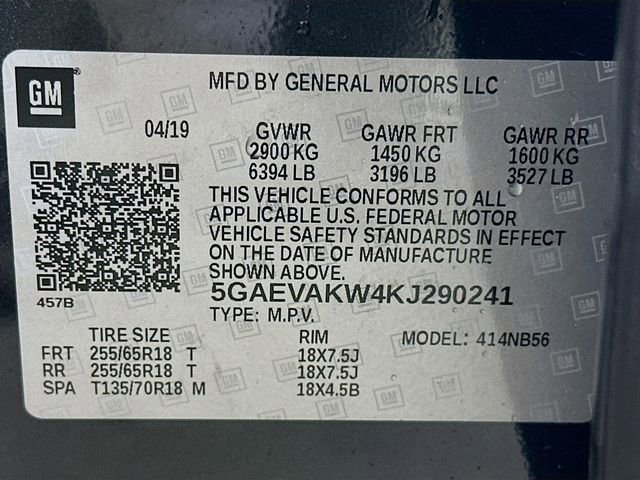 GM
MFD BY GENERAL MOTORS LLC
04/19 GVWR GAWR FRT GAWR RR
2900 KG 1450 KG 1600 KG
6394 LB 3196 LB 3527 LB
THIS VEHICLE CONFORMS TO ALL
APPLICABLE U.S. FEDERAL MOTOR
VEHICLE SAFETY STANDARDS IN EFFECT
ON THE DATE OF MANUFACTURE
SHOWN ABOVE.
457B
5GAEVAKW4KJ290241
TYPE: M.P.V.
TIRE SIZE RIM MODEL: 414NB56
FRT 255/65R18 T 18X7.5J
RR 255/65R18 T 18X7.5J
SPA T135/70R18 M 18X4.5B